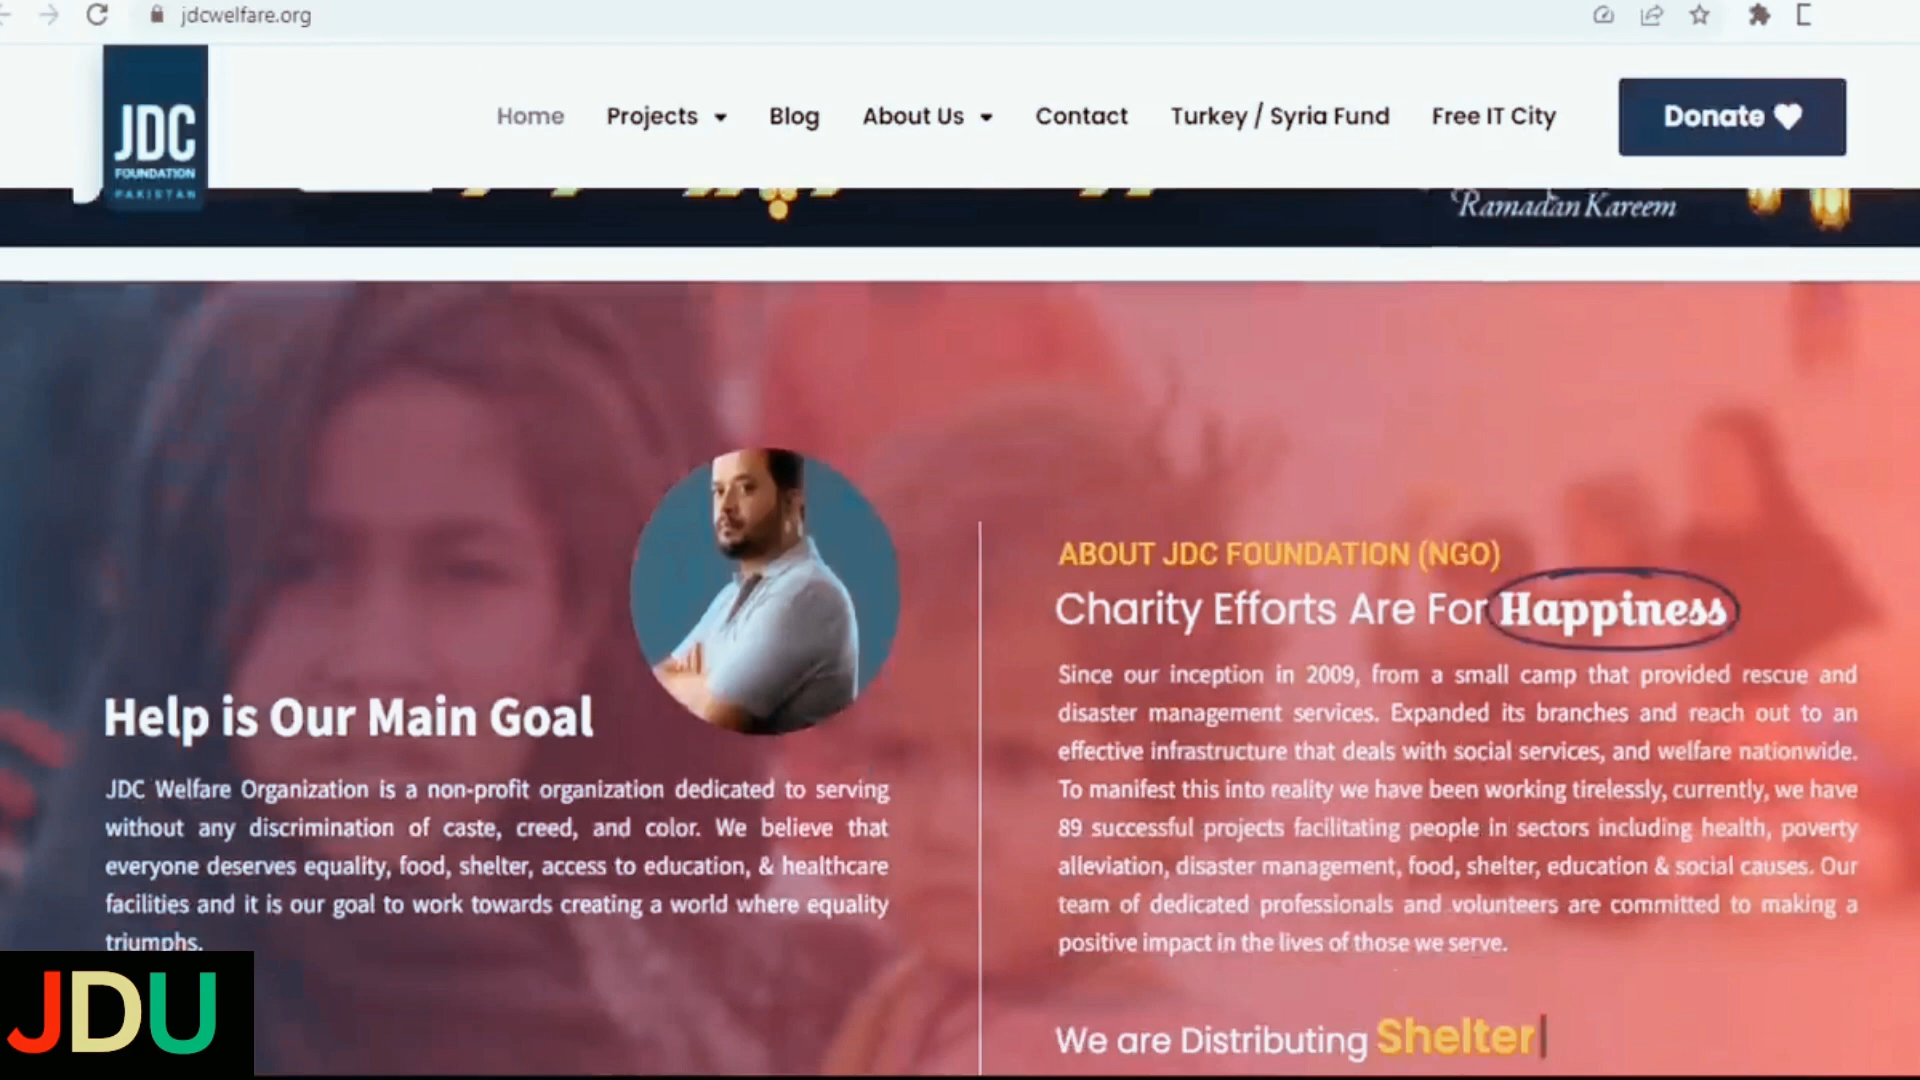 jdcwelfare.org
JDC
FOUNDATION
PAKISTAN
Home
Projects
Blog
About Us
Contact
Turkey / Syria Fund
Free IT City
Donate
Ramadan Kareem
Help is Our Main Goal
JDC Welfare Organization is a non-profit organization dedicated to serving
without any discrimination of caste, creed, and color. We believe that
everyone deserves equality, food, shelter, access to education, & healthcare
facilities and it is our goal to work towards creating a world where equality
triumphs.
ABOUT JDC FOUNDATION (NGO)
Charity Efforts Are For Happiness
Since our inception in 2009, from a small camp that provided rescue and
disaster management services. Expanded its branches and reach out to an
effective infrastructure that deals with social services, and welfare nationwide.
To manifest this into reality we have been working tirelessly, currently, we have
89 successful projects facilitating people in sectors including health, poverty
alleviation, disaster management, food, shelter, education & social causes. Our
team of dedicated professionals and volunteers are committed to making a
positive impact in the lives of those we serve.
We are Distributing Shelter
JDU